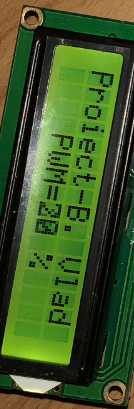 Proiect-B. Vlad
PWM=20 %